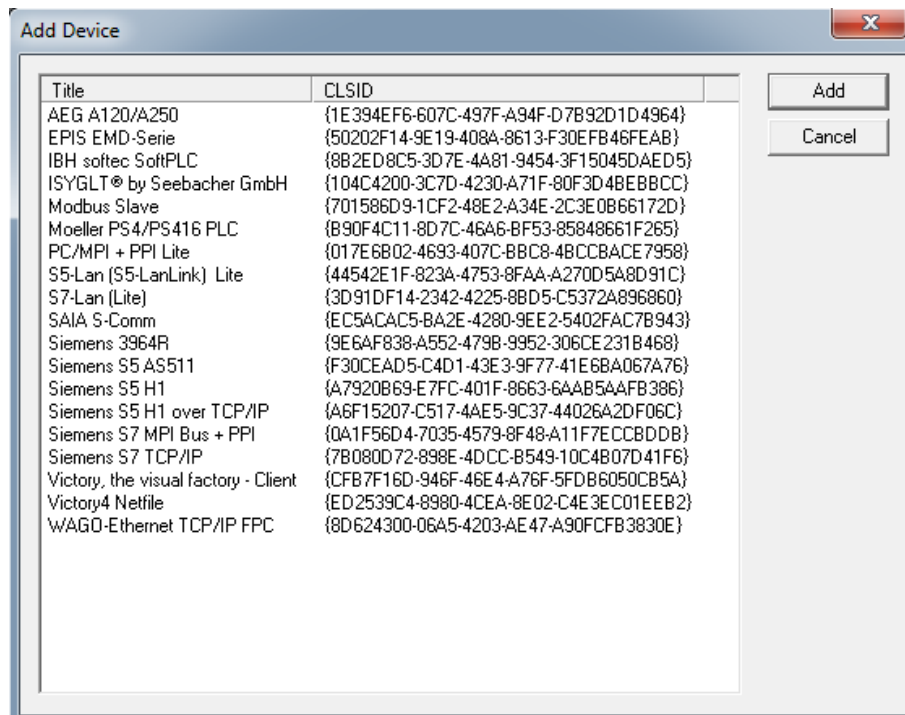 Add Device
Title CLSID
Add
AEG A120/A250 {1E394EF6-607C-497F-A94F-D7B92D1D4964}
EPIS EMD-Serie {50202F14-9E19-408A-8613-F30EFB46FEAB}
Cancel
IBH softec SoftPLC {8B2ED8C5-3D7E-4A81-9454-3F15045DAED5}
ISYGLT® by Seebacher GmbH {104C4200-3C7D-4230-A71F-80F3D4BEBBCC}
Modbus Slave {701586D9-1CF2-48E2-A34E-2C3E0B66172D}
Moeller PS4/PS416 PLC {B90F4C11-8D7C-46A6-BF53-85848661F265}
PC/MPI + PPI Lite {017E6B02-4693-407C-BBC8-4BCCBACE7958}
S5-Lan (S5-LanLink) Lite {44542E1F-823A-4753-8FAA-A270D5A8D91C}
S7-Lan (Lite) {3D91DF14-2342-4225-8BD5-C5372A896860}
SAIA S-Comm {EC5ACAC5-BA2E-4280-9EE2-5402FAC7B943}
Siemens 3964R {9E6AF838-A552-479B-9952-306CE231B468}
Siemens S5 AS511 {F30CEAD5-C4D1-43E3-9F77-41E6BA067A76}
Siemens S5 H1 {A7920B69-E7FC-401F-8663-6AAB5AAFB386}
Siemens S5 H1 over TCP/IP {A6F15207-C517-4AE5-9C37-44026A2DF06C}
Siemens S7 MPI Bus + PPI {0A1F56D4-7035-4579-8F48-A11F7ECCBDDB}
Siemens S7 TCP/IP {7B080D72-898E-4DCC-B549-10C4B07D41F6}
Victory, the visual factory - Client {CFB7F16D-946F-46E4-A76F-5FDB6050CB5A}
Victory4 Netfile {ED2539C4-8980-4CEA-8E02-C4E3EC01EEB2}
WAGO-Ethernet TCP/IP FPC {8D624300-06A5-4203-AE47-A90FCFB3830E}